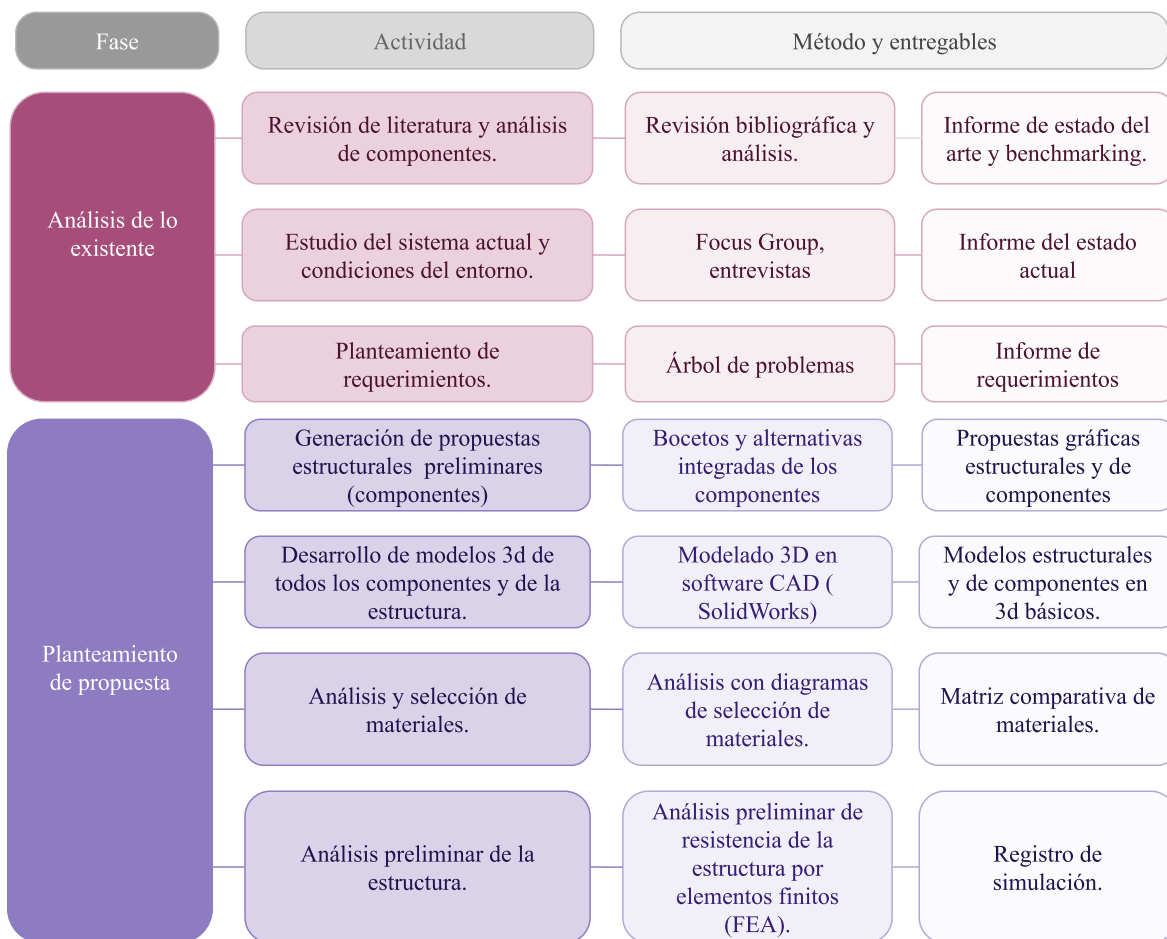 Fase
Actividad
Método y entregables
Análisis de lo
existente
Revisión de literatura y análisis
de componentes.
Revisión bibliográfica y
análisis.
Informe de estado del
arte y benchmarking.
Estudio del sistema actual y
condiciones del entorno.
Focus Group,
entrevistas
Informe del estado
actual
Planteamiento de
requerimientos.
Árbol de problemas
Informe de
requerimientos
Planteamiento
de propuesta
Generación de propuestas
estructurales  preliminares
(componentes)
Bocetos y alternativas
integradas de los
componentes
Propuestas gráficas
estructurales y de
componentes
Desarrollo de modelos 3d de
todos los componentes y de la
estructura.
Modelado 3D en
software CAD (
SolidWorks)
Modelos estructurales
y de componentes en
3d básicos.
Análisis y selección de
materiales.
Análisis con diagramas
de selección de
materiales.
Matriz comparativa de
materiales.
Análisis preliminar de la
estructura.
Análisis preliminar de
resistencia de la
estructura por
elementos finitos
(FEA).
Registro de
simulación.